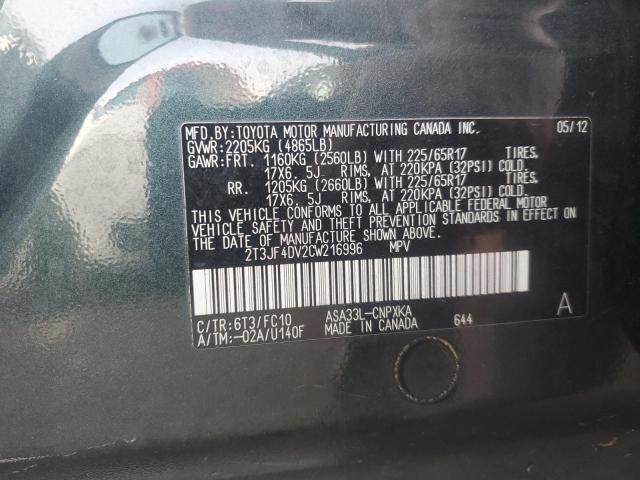 MFD.BY:TOYOTA MOTOR MANUFACTURING CANADA INC. 05/12
GVWR:2205KG (4865LB)
GAWR:FRT. 1160KG (2560LB) WITH 225/65R17 TIRES,
17X6.5J RIMS, AT 220KPA (32PSI) COLD.
RR. 1205KG (2660LB) WITH 225/65R17 TIRES,
17X6.5J RIMS, AT 220KPA (32PSI) COLD.
THIS VEHICLE CONFORMS TO ALL APPLICABLE FEDERAL MOTOR
VEHICLE SAFETY AND THEFT PREVENTION STANDARDS IN EFFECT ON
THE DATE OF MANUFACTURE SHOWN ABOVE.
2T3JF4DV2CW216996 MPV
A
C/TR:6T3/FC10 ASA33L-CNPXKA
A/TM:-02A/U140F MADE IN CANADA 644